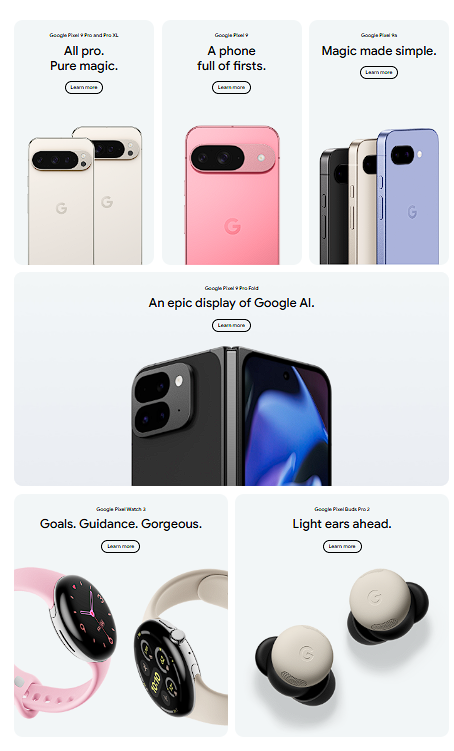 Google Pixel 9 Pro and Pro XL
All pro.
Pure magic.
Learn more
Google Pixel 9
A phone
full of firsts.
Learn more
Google Pixel 9a
Magic made simple.
Learn more
G
G
G
Google Pixel 9 Pro Fold
An epic display of Google AI.
Learn more
Google Pixel Watch 3
Goals. Guidance. Gorgeous.
Learn more
10:10
Google Pixel Buds Pro 2
Light ears ahead.
Learn more
G
G